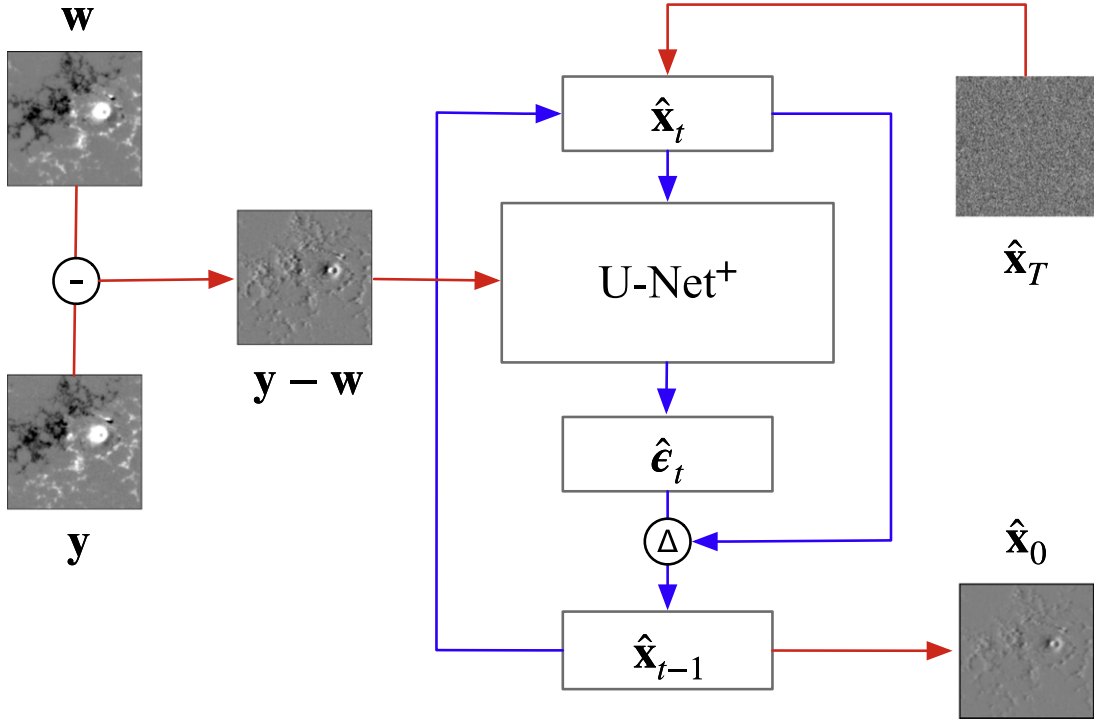 w
x̂_t
U-Net⁺
x̂_T
-
y − w
ε̂_t
y
Δ
x̂_0
x̂_{t−1}